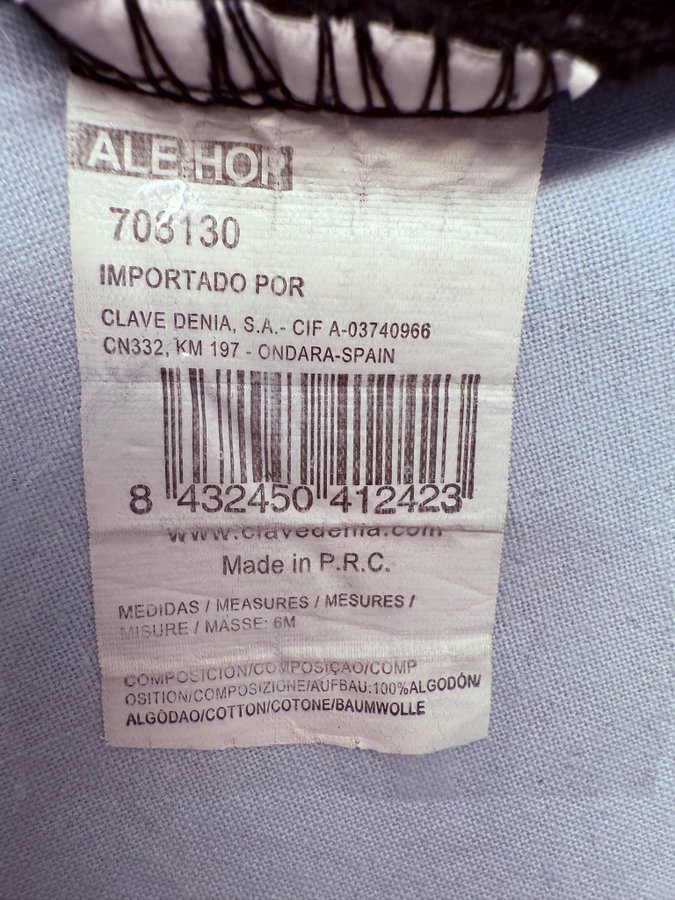 ALE-HOP
708130
IMPORTADO POR
CLAVE DENIA, S.A.- CIF A-03740966
CN332, KM 197 - ONDARA-SPAIN
8 432450 412423
www.clavedenia.com
Made in P.R.C.
MEDIDAS / MEASURES / MESURES /
MISURE / MASSE: 6M
COMPOSICIÓN/COMPOSIÇAO/COMP
OSITION/COMPOSIZIONE/AUFBAU:100%ALGODÓN/
ALGÒDAO/COTTON/COTONE/BAUMWOLLE